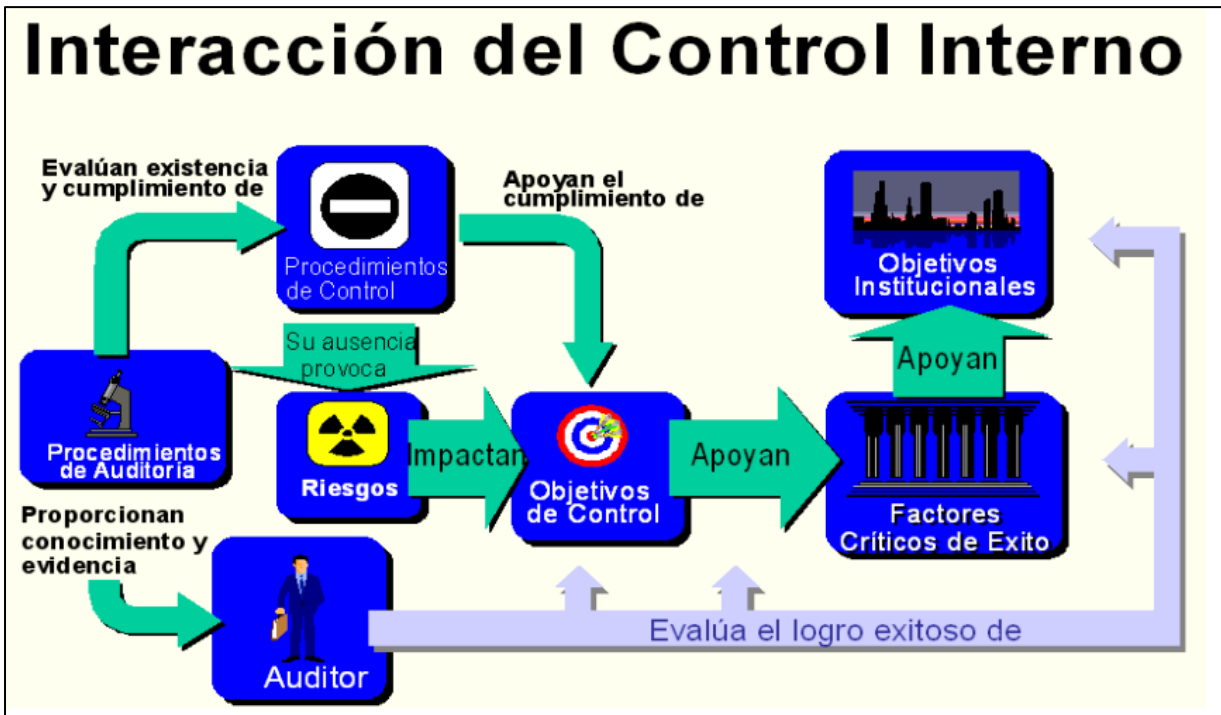 Interacción del Control Interno
Evalúan existencia
y cumplimiento de
Procedimientos
de Control
Apoyan el
cumplimiento de
Objetivos
Institucionales
Su ausencia
provoca
Apoyan
Procedimientos
de Auditoría
Riesgos
Impactan
Objetivos
de Control
Apoyan
Factores
Críticos de Exito
Proporcionan
conocimiento y
evidencia
Auditor
Evalúa el logro exitoso de